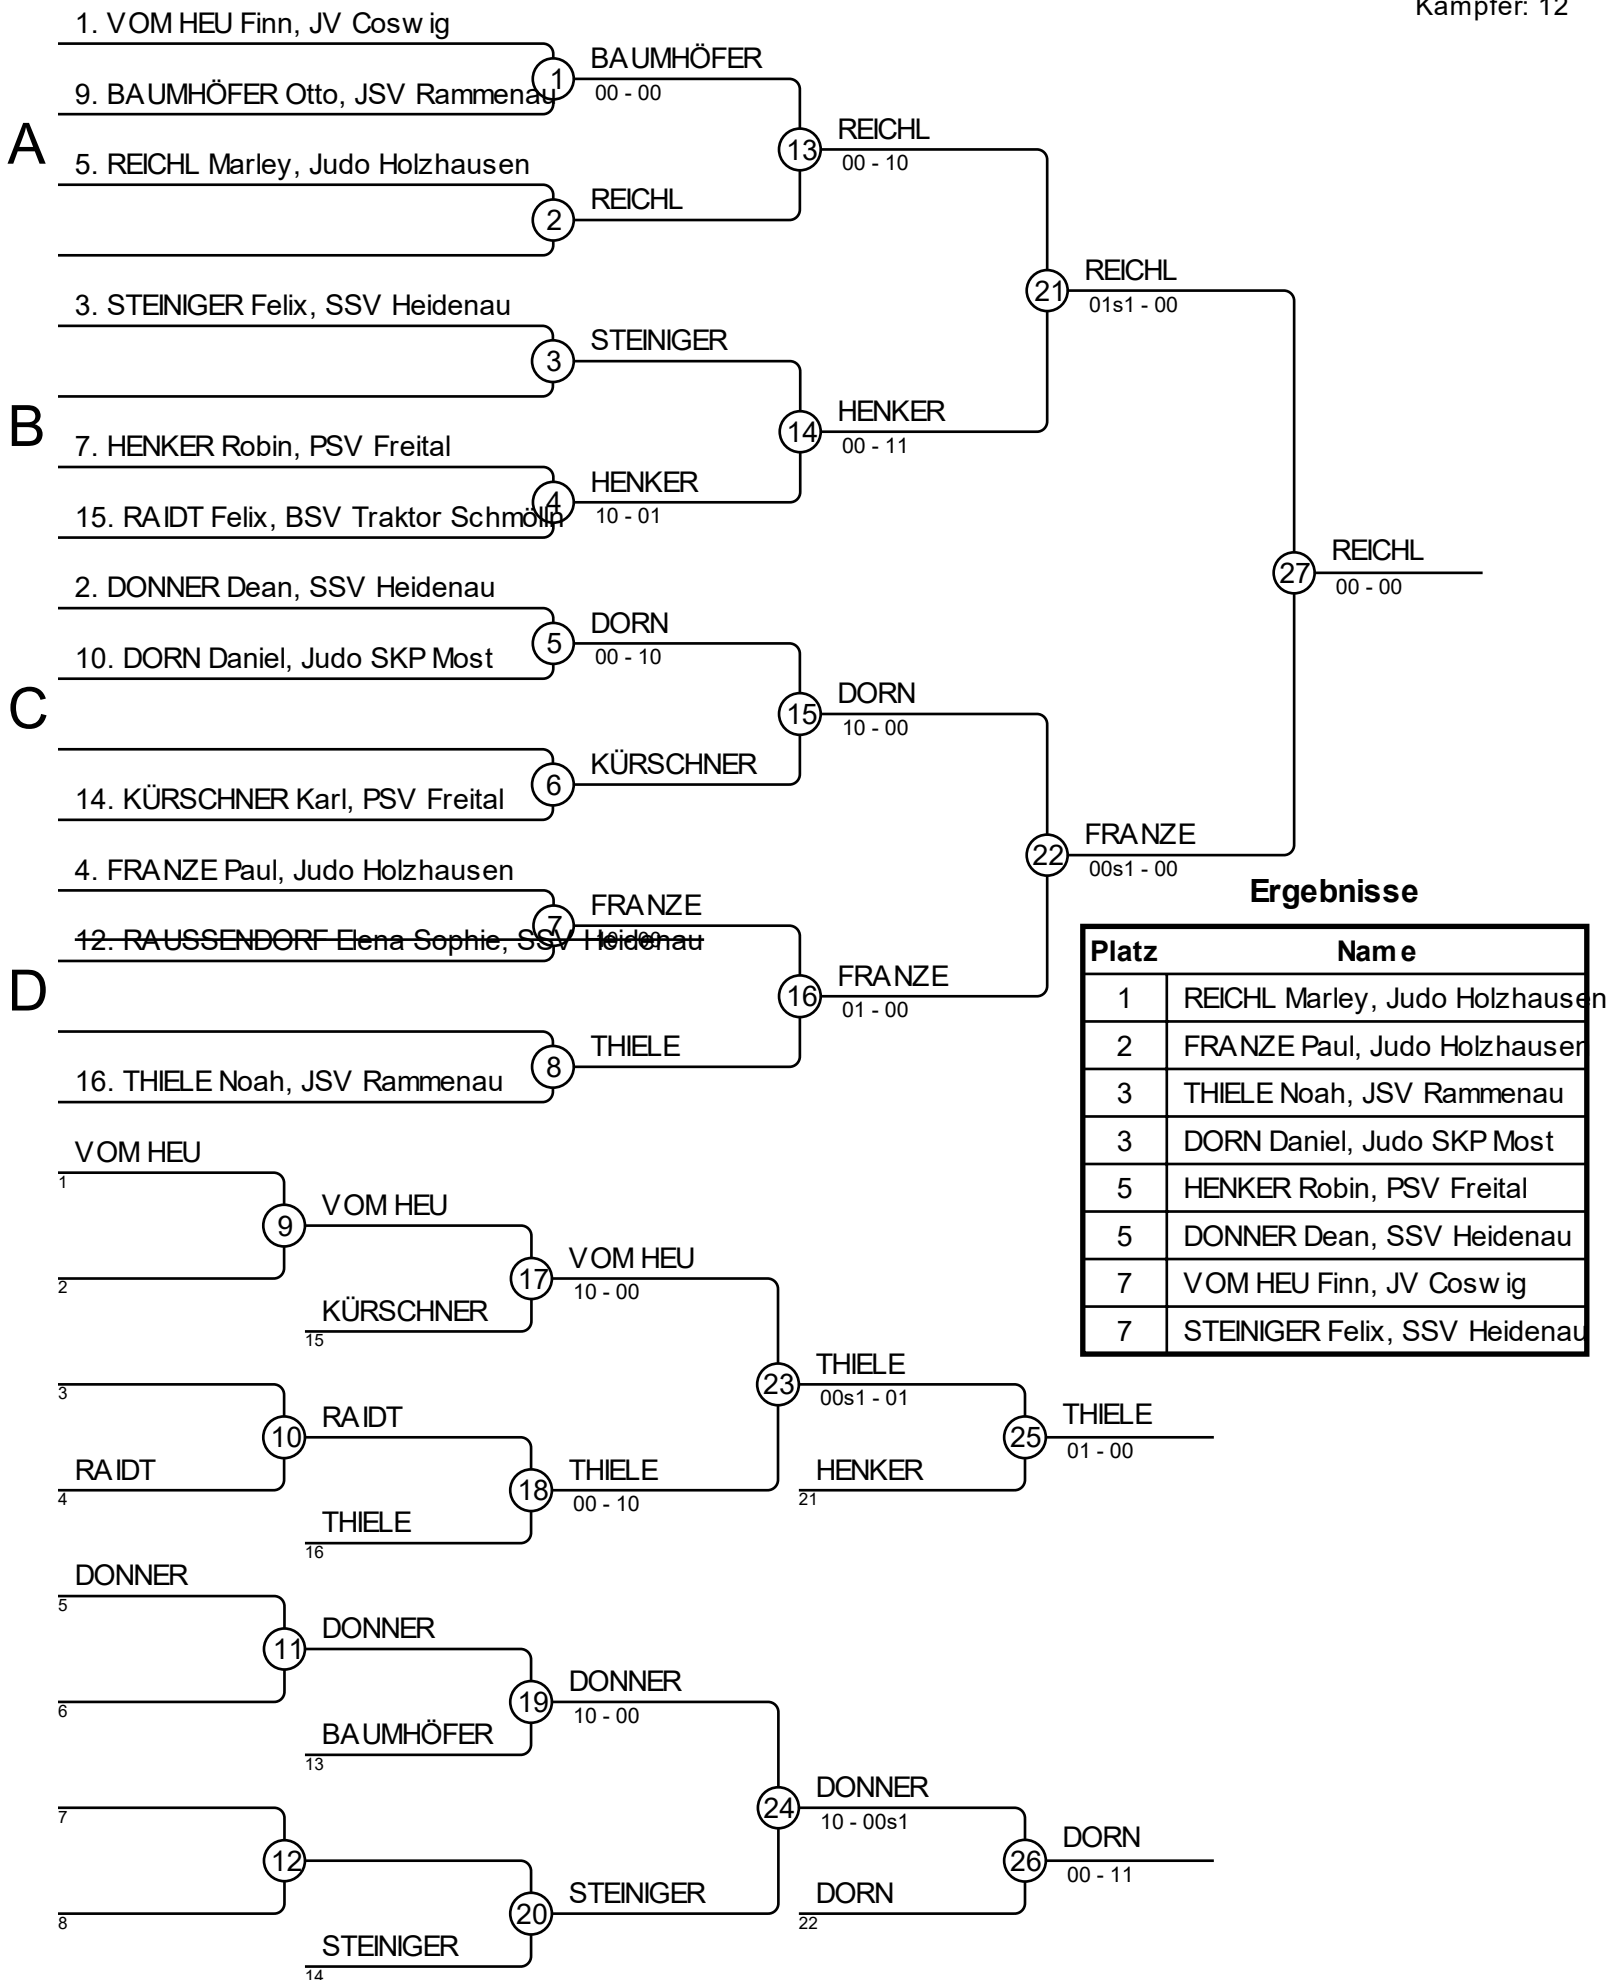 Kämpfer: 12
1. VOM HEU Finn, JV Coswig
BAUMHÖFER
1
00 - 00
9. BAUMHÖFER Otto, JSV Rammenau
A
REICHL
13
00 - 10
5. REICHL Marley, Judo Holzhausen
REICHL
2
REICHL
21
01s1 - 00
3. STEINIGER Felix, SSV Heidenau
STEINIGER
3
B
HENKER
14
00 - 11
7. HENKER Robin, PSV Freital
HENKER
4
10 - 01
15. RAIDT Felix, BSV Traktor Schmölln
REICHL
27
00 - 00
2. DONNER Dean, SSV Heidenau
DORN
5
00 - 10
10. DORN Daniel, Judo SKP Most
C
DORN
15
10 - 00
KÜRSCHNER
6
14. KÜRSCHNER Karl, PSV Freital
FRANZE
22
00s1 - 00
4. FRANZE Paul, Judo Holzhausen
FRANZE
7
12. RAUSSENDORF Elena Sophie, SSV Heidenau
D
FRANZE
16
01 - 00
THIELE
8
16. THIELE Noah, JSV Rammenau
Ergebnisse
Platz Name
1 REICHL Marley, Judo Holzhausen
2 FRANZE Paul, Judo Holzhausen
3 THIELE Noah, JSV Rammenau
3 DORN Daniel, Judo SKP Most
5 HENKER Robin, PSV Freital
5 DONNER Dean, SSV Heidenau
7 VOM HEU Finn, JV Coswig
7 STEINIGER Felix, SSV Heidenau
VOM HEU
1
VOM HEU
9
2
VOM HEU
17
10 - 00
KÜRSCHNER
15
THIELE
23
00s1 - 01
3
RAIDT
10
RAIDT
4
THIELE
18
00 - 10
THIELE
16
THIELE
25
01 - 00
HENKER
21
DONNER
5
DONNER
11
6
DONNER
19
10 - 00
BAUMHÖFER
13
DONNER
24
10 - 00s1
7
12
8
STEINIGER
20
STEINIGER
14
DORN
26
00 - 11
DORN
22